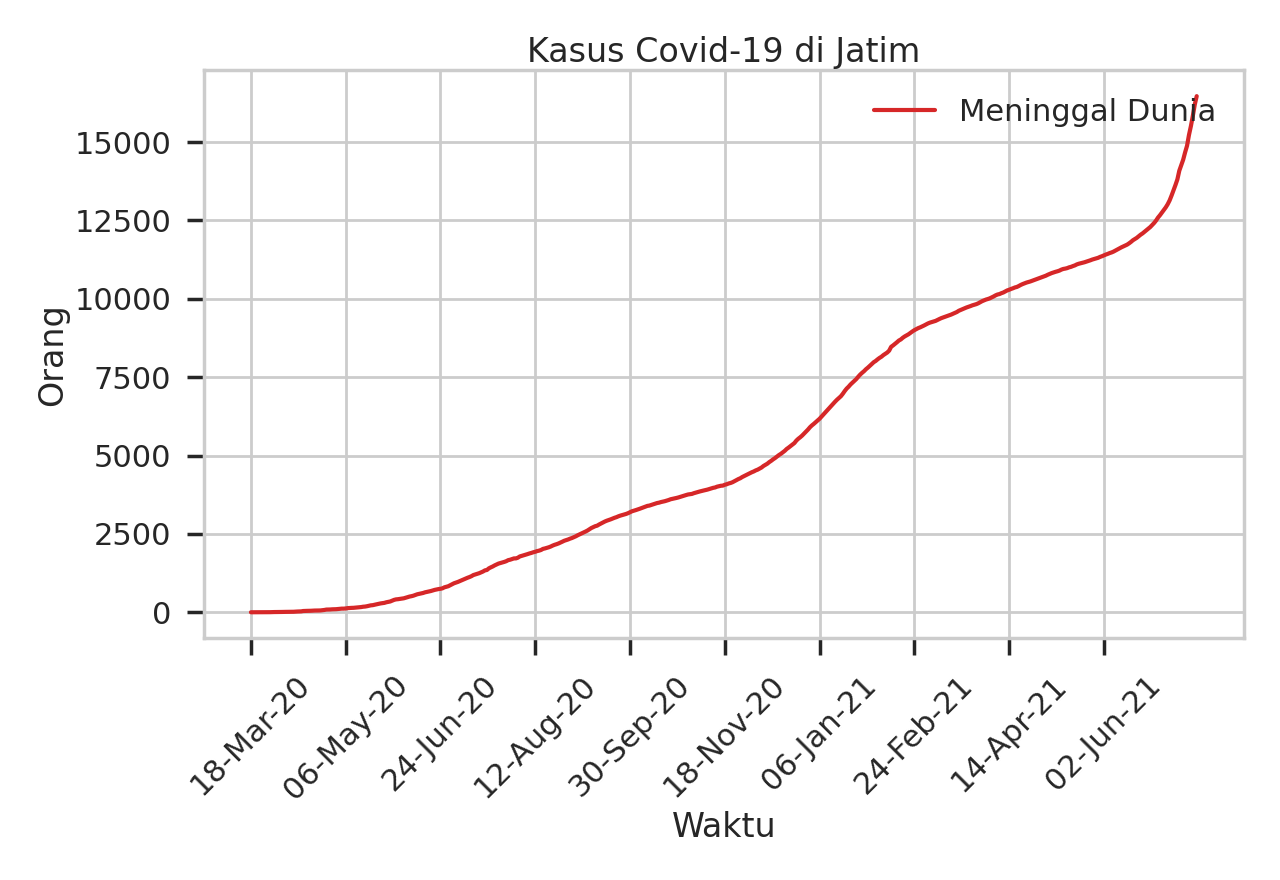 Kasus Covid-19 di Jatim
Meninggal Dunia
15000
12500
10000
7500
5000
2500
0
Orang
18-Mar-20
06-May-20
24-Jun-20
12-Aug-20
30-Sep-20
18-Nov-20
06-Jan-21
24-Feb-21
14-Apr-21
02-Jun-21
Waktu